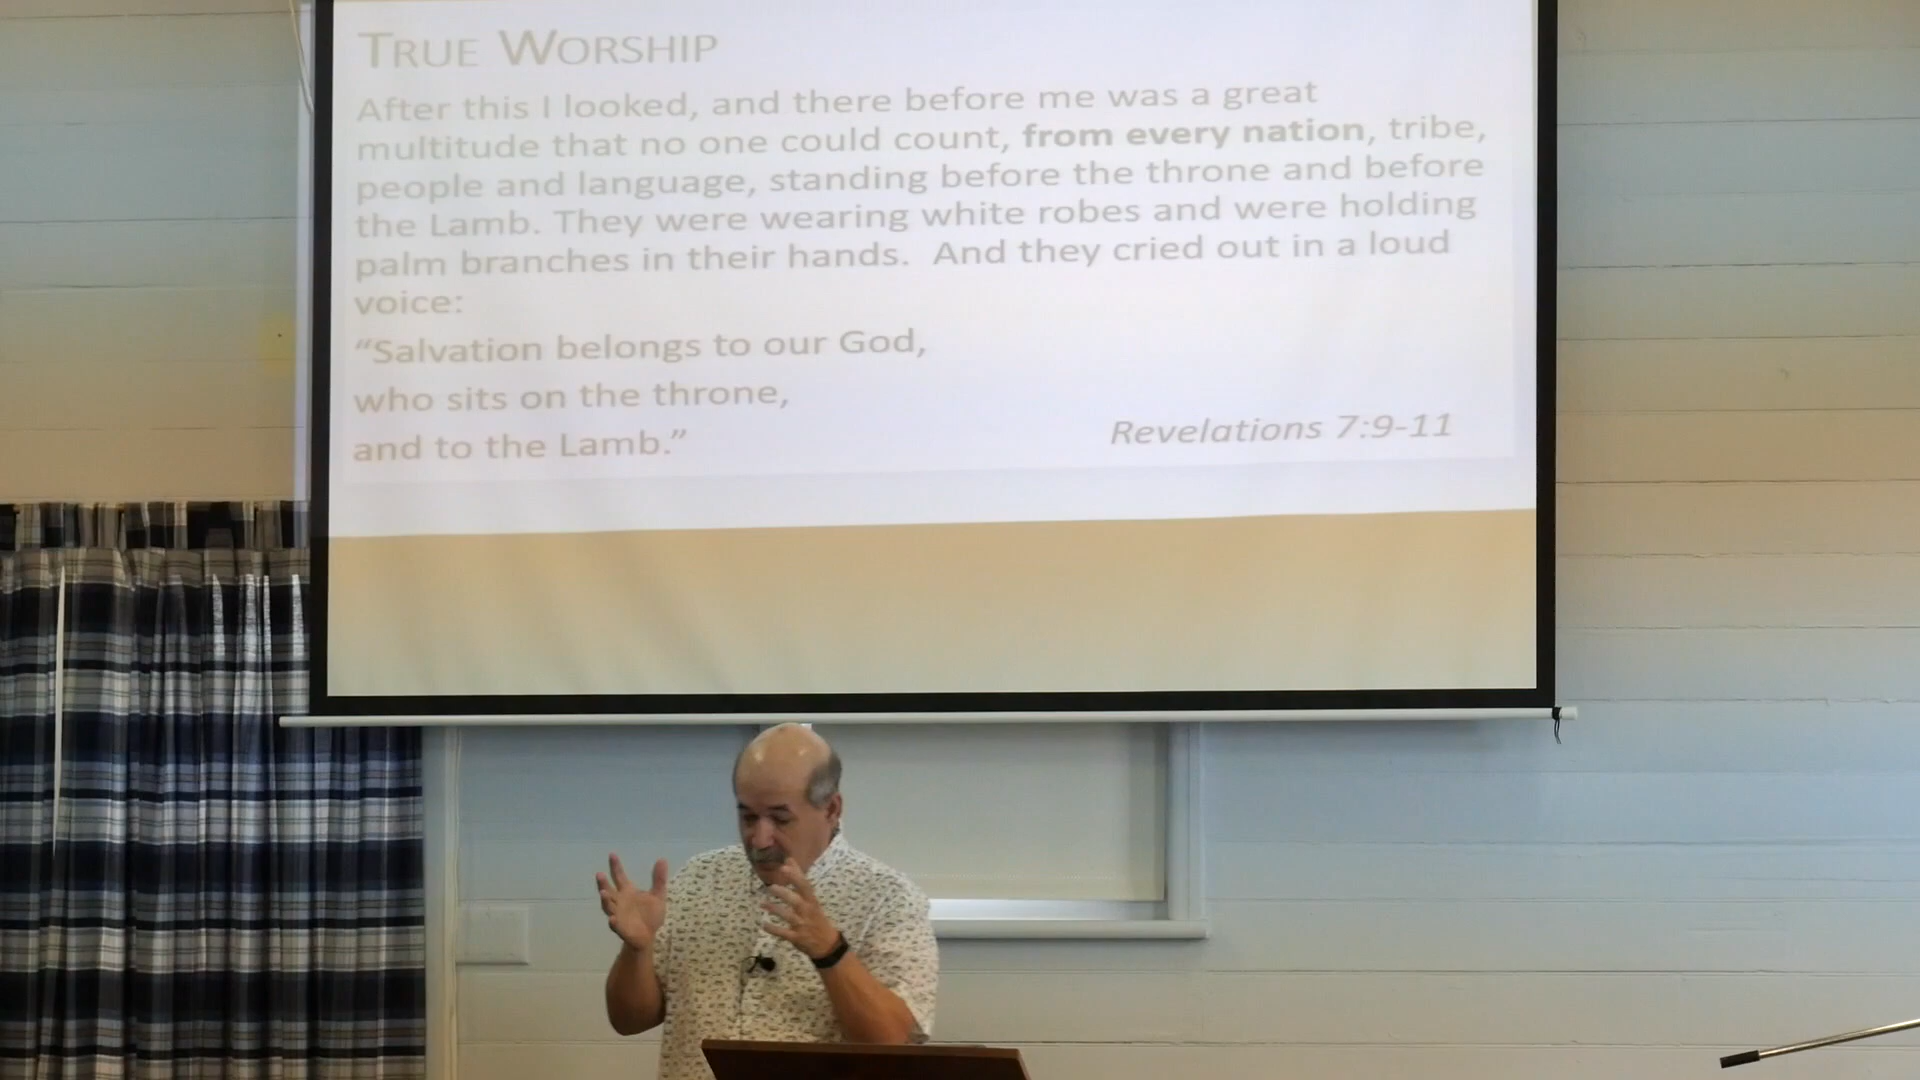 TRUE WORSHIP
After this I looked, and there before me was a great
multitude that no one could count, from every nation, tribe,
people and language, standing before the throne and before
the Lamb. They were wearing white robes and were holding
palm branches in their hands.  And they cried out in a loud
voice:
“Salvation belongs to our God,
who sits on the throne,
and to the Lamb.”
Revelations 7:9-11